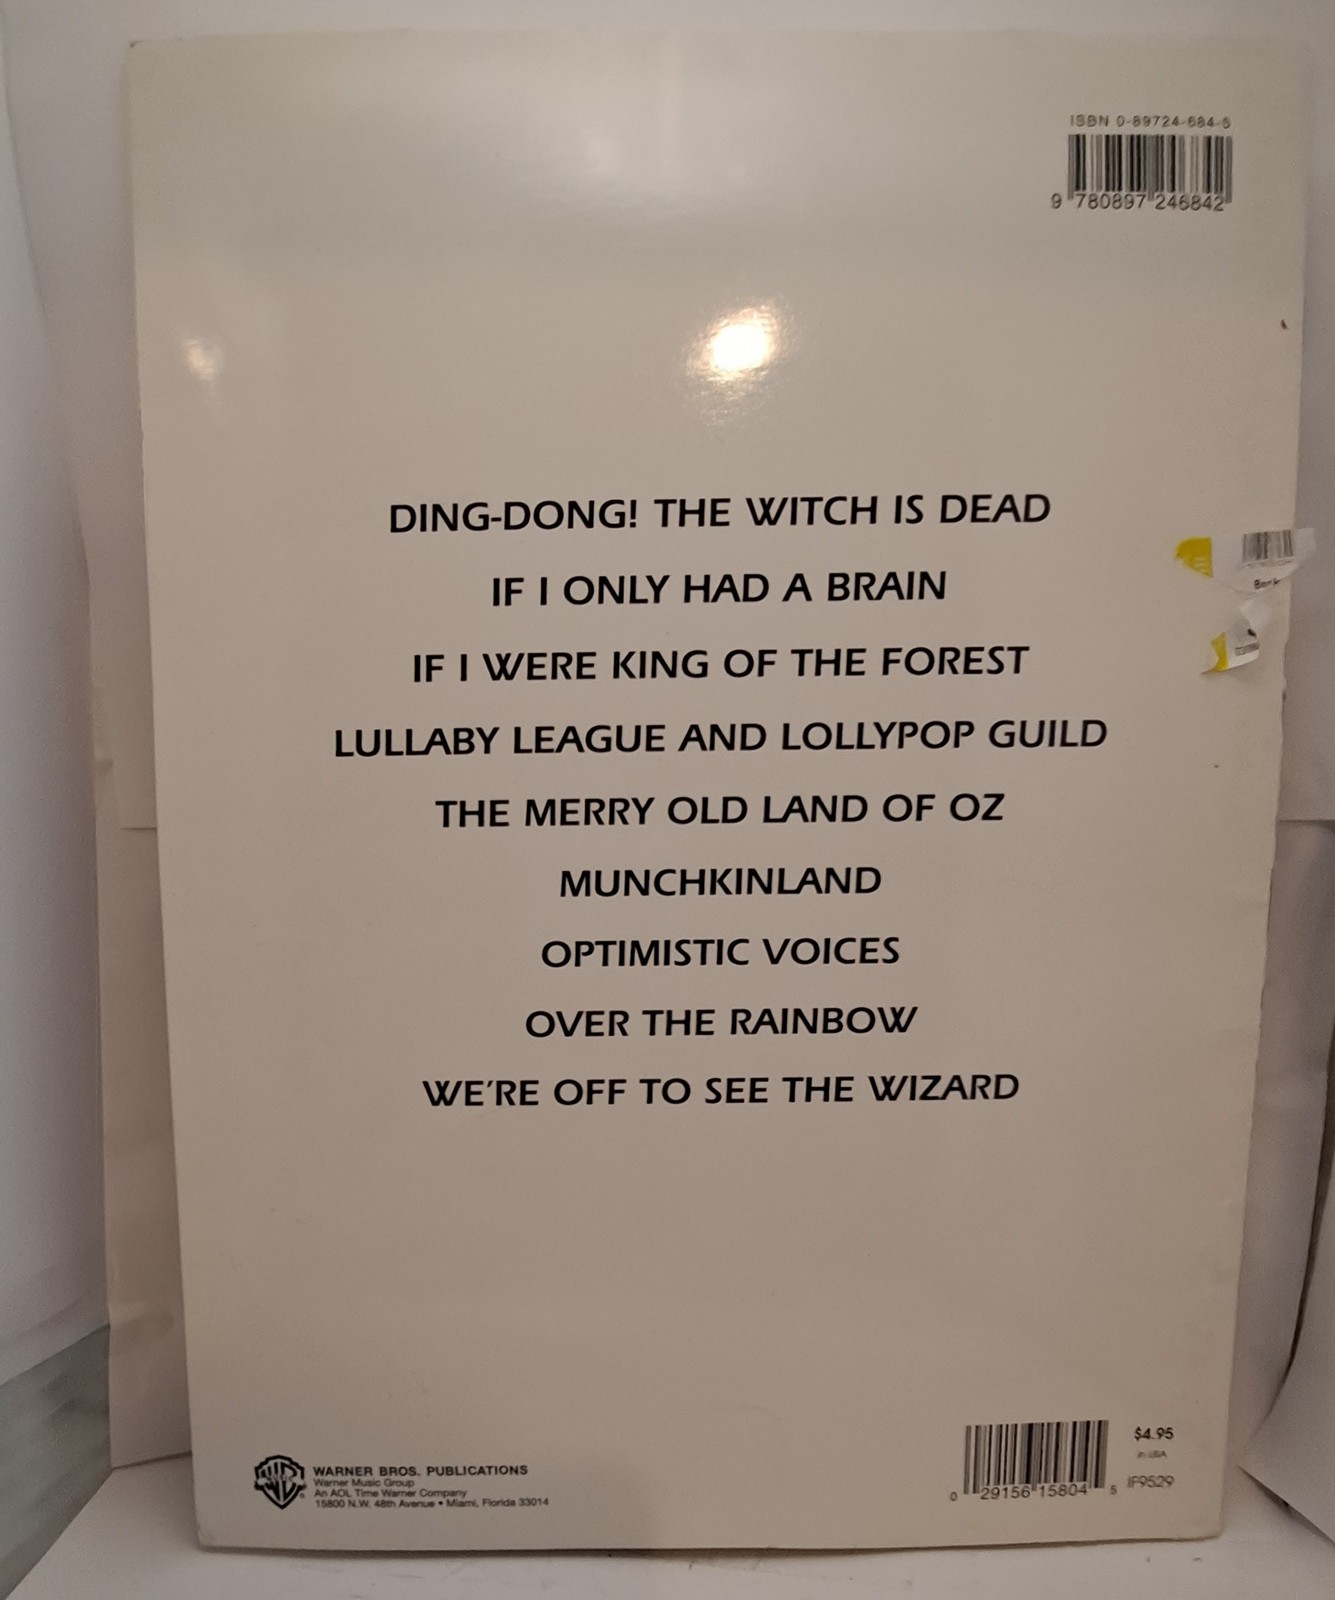 ISBN 0-89724-684-5
9 780897 246842
DING-DONG! THE WITCH IS DEAD
IF I ONLY HAD A BRAIN
IF I WERE KING OF THE FOREST
LULLABY LEAGUE AND LOLLYPOP GUILD
THE MERRY OLD LAND OF OZ
MUNCHKINLAND
OPTIMISTIC VOICES
OVER THE RAINBOW
WE'RE OFF TO SEE THE WIZARD
WARNER BROS. PUBLICATIONS
Warner Music Group
An AOL Time Warner Company
15800 N.W. 48th Avenue • Miami, Florida 33014
0 29156 15804 5
$4.95
in USA
IF9529